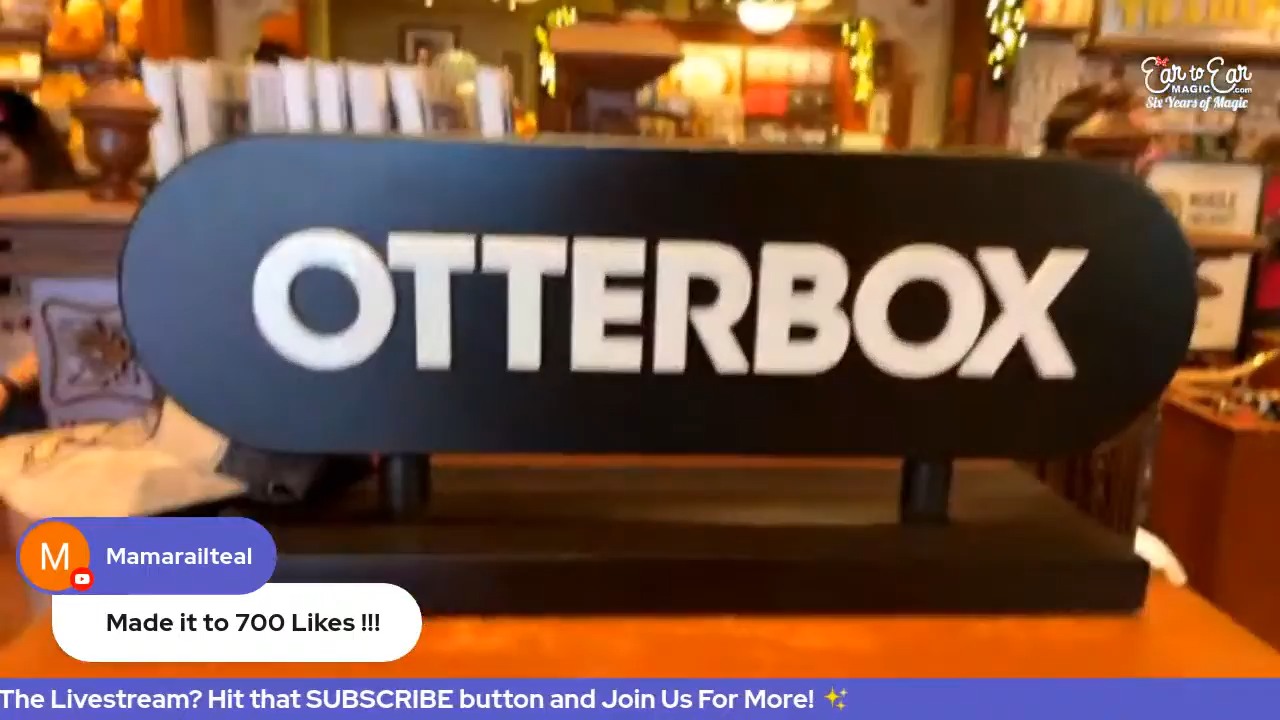 Ear to Ear
MAGIC.com
Six Years of Magic
OTTERBOX
M
Mamarailteal
Made it to 700 Likes !!!
The Livestream? Hit that SUBSCRIBE button and Join Us For More! ✨